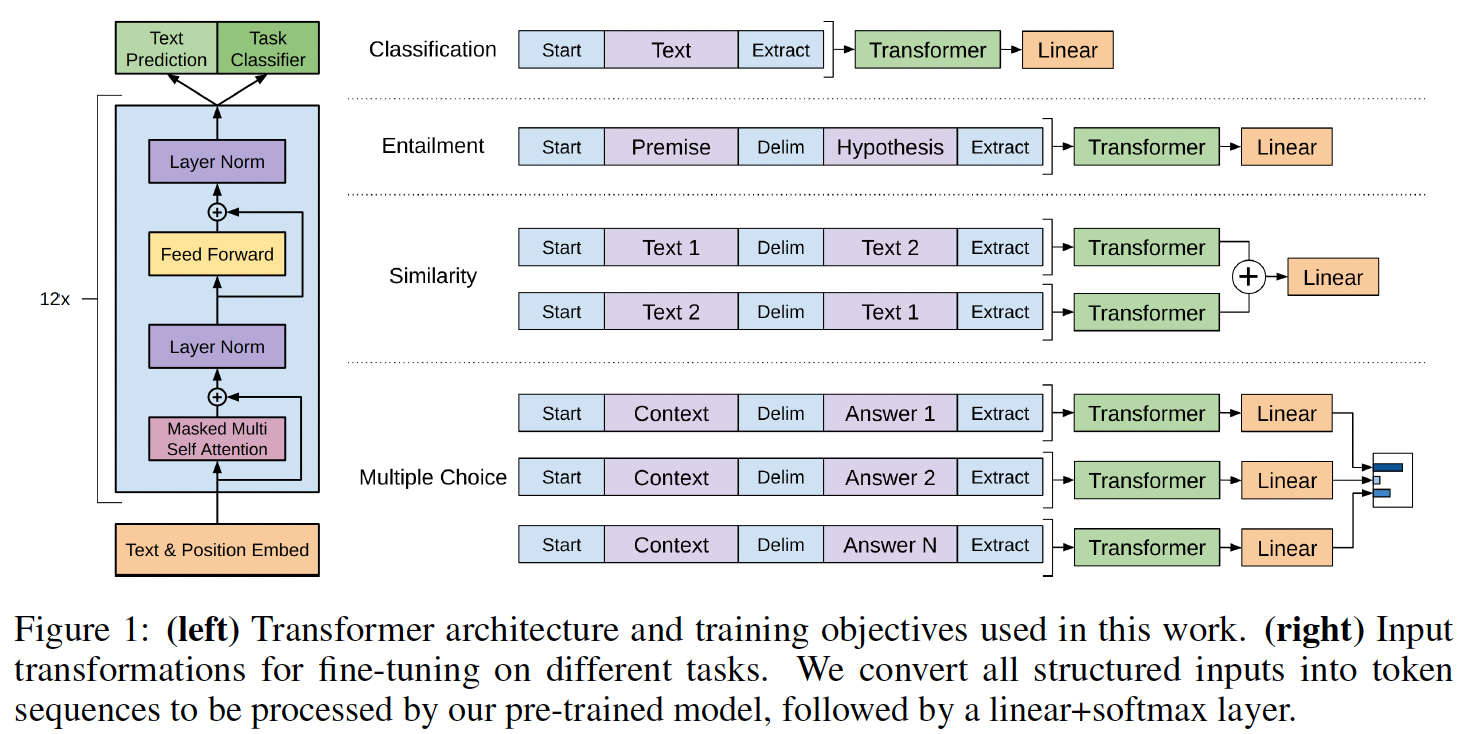 Text
Prediction
Task
Classifier
12x
Layer Norm
+
Feed Forward
Layer Norm
+
Masked Multi
Self Attention
Text & Position Embed
Classification
Start Text Extract Transformer Linear
Entailment
Start Premise Delim Hypothesis Extract Transformer Linear
Similarity
Start Text 1 Delim Text 2 Extract Transformer
+ Linear
Start Text 2 Delim Text 1 Extract Transformer
Multiple Choice
Start Context Delim Answer 1 Extract Transformer Linear
Start Context Delim Answer 2 Extract Transformer Linear
Start Context Delim Answer N Extract Transformer Linear
Figure 1: (left) Transformer architecture and training objectives used in this work. (right) Input
transformations for fine-tuning on different tasks. We convert all structured inputs into token
sequences to be processed by our pre-trained model, followed by a linear+softmax layer.